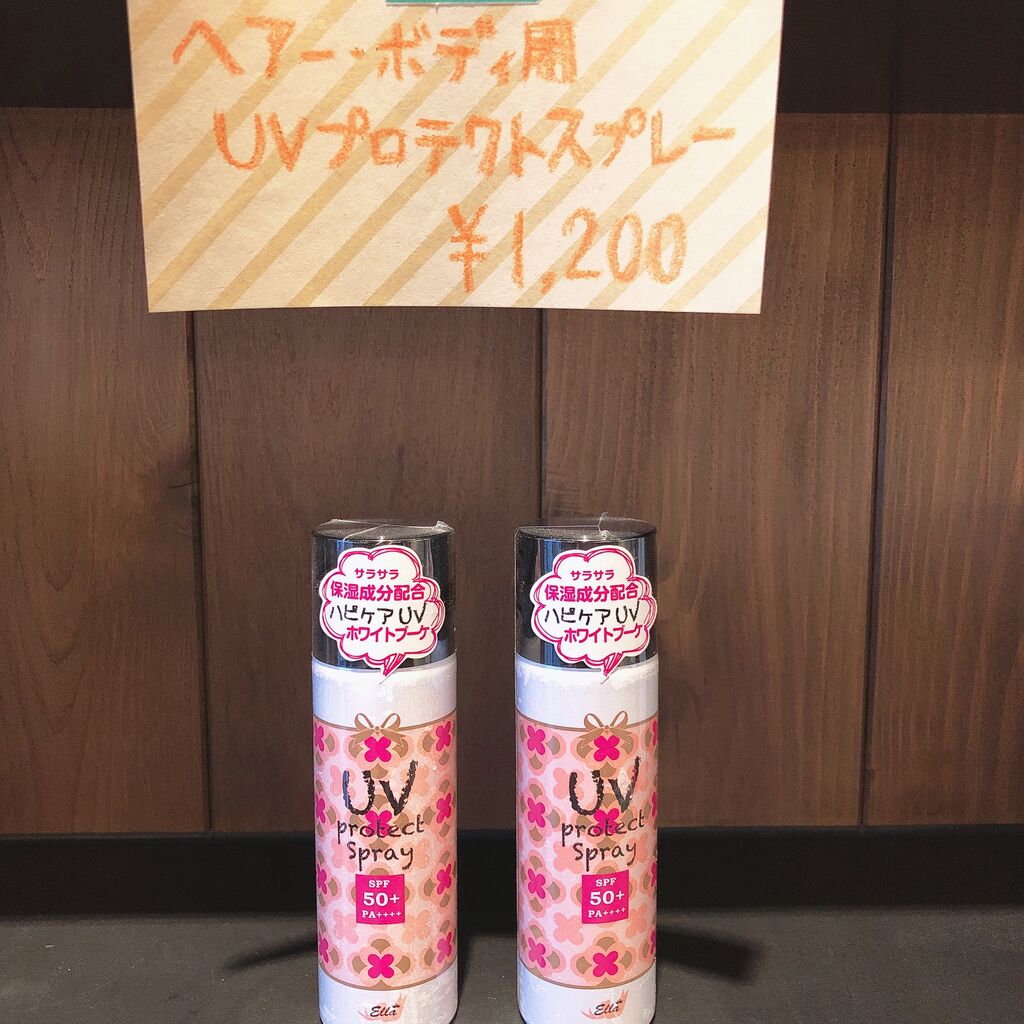 ヘアー・ボディ用
UVプロテクトスプレー
¥1,200
サラサラ
保湿成分配合
ハピケアUV
ホワイトブーケ
UV
protect
Spray
SPF
50+
PA++++
Ella
サラサラ
保湿成分配合
ハピケアUV
ホワイトブーケ
UV
protect
Spray
SPF
50+
PA++++
Ella